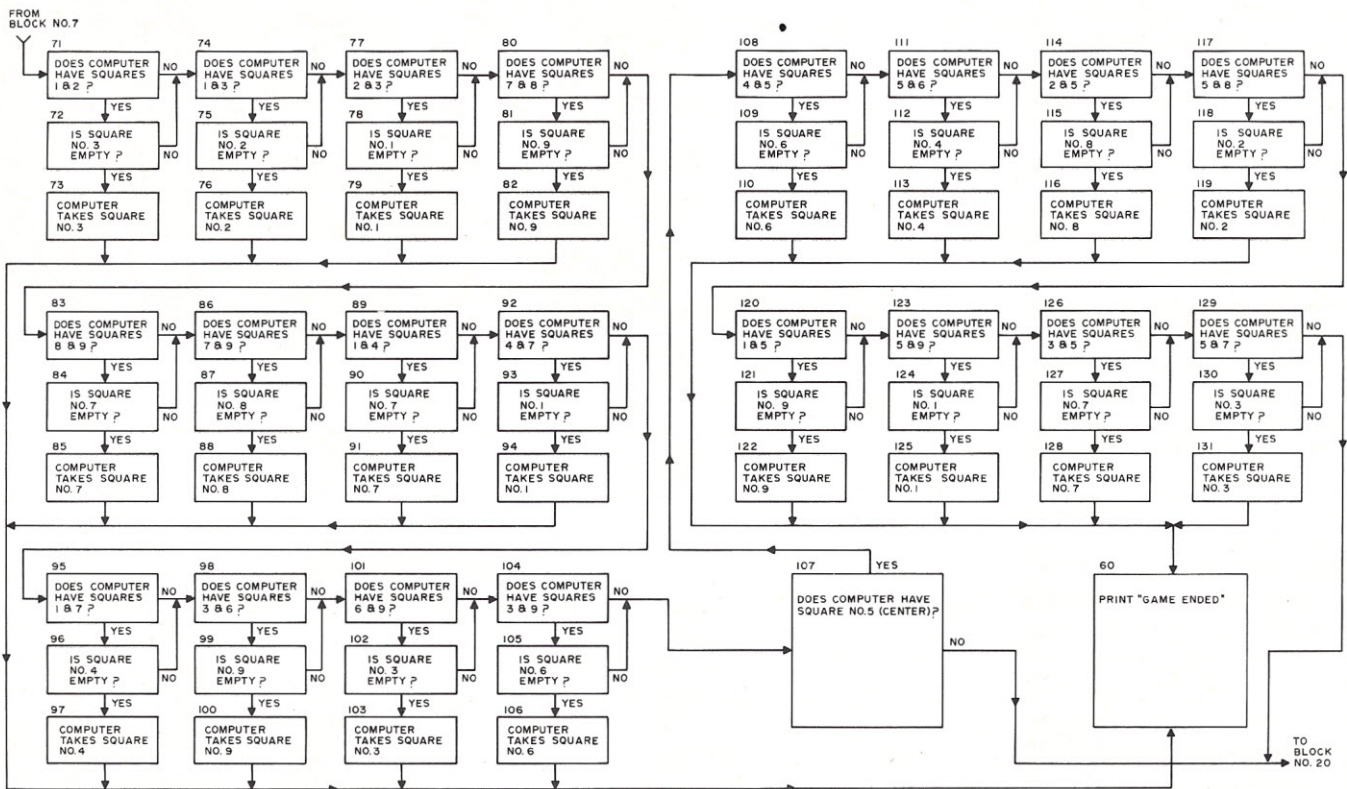 FROM
BLOCK NO.7
71
DOES COMPUTER
HAVE SQUARES
1 & 2 ?
NO
YES
72
IS SQUARE
NO. 3
EMPTY ?
NO
YES
73
COMPUTER
TAKES SQUARE
NO. 3
74
DOES COMPUTER
HAVE SQUARES
1 & 3 ?
NO
YES
75
IS SQUARE
NO. 2
EMPTY ?
NO
YES
76
COMPUTER
TAKES SQUARE
NO. 2
77
DOES COMPUTER
HAVE SQUARES
2 & 3 ?
NO
YES
78
IS SQUARE
NO. 1
EMPTY ?
NO
YES
79
COMPUTER
TAKES SQUARE
NO. 1
80
DOES COMPUTER
HAVE SQUARES
7 & 8 ?
NO
YES
81
IS SQUARE
NO. 9
EMPTY ?
NO
YES
82
COMPUTER
TAKES SQUARE
NO. 9
83
DOES COMPUTER
HAVE SQUARES
8 & 9 ?
NO
YES
84
IS SQUARE
NO. 7
EMPTY ?
NO
YES
85
COMPUTER
TAKES SQUARE
NO. 7
86
DOES COMPUTER
HAVE SQUARES
7 & 9 ?
NO
YES
87
IS SQUARE
NO. 8
EMPTY ?
NO
YES
88
COMPUTER
TAKES SQUARE
NO. 8
89
DOES COMPUTER
HAVE SQUARES
1 & 4 ?
NO
YES
90
IS SQUARE
NO. 7
EMPTY ?
NO
YES
91
COMPUTER
TAKES SQUARE
NO. 7
92
DOES COMPUTER
HAVE SQUARES
4 & 7 ?
NO
YES
93
IS SQUARE
NO. 1
EMPTY ?
NO
YES
94
COMPUTER
TAKES SQUARE
NO. 1
95
DOES COMPUTER
HAVE SQUARES
1 & 7 ?
NO
YES
96
IS SQUARE
NO. 4
EMPTY ?
NO
YES
97
COMPUTER
TAKES SQUARE
NO. 4
98
DOES COMPUTER
HAVE SQUARES
3 & 6 ?
NO
YES
99
IS SQUARE
NO. 9
EMPTY ?
NO
YES
100
COMPUTER
TAKES SQUARE
NO. 9
101
DOES COMPUTER
HAVE SQUARES
6 & 9 ?
NO
YES
102
IS SQUARE
NO. 3
EMPTY ?
NO
YES
103
COMPUTER
TAKES SQUARE
NO. 3
104
DOES COMPUTER
HAVE SQUARES
3 & 9 ?
NO
YES
105
IS SQUARE
NO. 6
EMPTY ?
NO
YES
106
COMPUTER
TAKES SQUARE
NO. 6
107
YES
DOES COMPUTER HAVE
SQUARE NO.5 (CENTER)?
NO
108
DOES COMPUTER
HAVE SQUARES
4 & 5 ?
NO
YES
109
IS SQUARE
NO. 6
EMPTY ?
NO
YES
110
COMPUTER
TAKES SQUARE
NO. 6
111
DOES COMPUTER
HAVE SQUARES
5 & 6 ?
NO
YES
112
IS SQUARE
NO. 4
EMPTY ?
NO
YES
113
COMPUTER
TAKES SQUARE
NO. 4
114
DOES COMPUTER
HAVE SQUARES
2 & 5 ?
NO
YES
115
IS SQUARE
NO. 8
EMPTY ?
NO
YES
116
COMPUTER
TAKES SQUARE
NO. 8
117
DOES COMPUTER
HAVE SQUARES
5 & 8 ?
NO
YES
118
IS SQUARE
NO. 2
EMPTY ?
NO
YES
119
COMPUTER
TAKES SQUARE
NO. 2
120
DOES COMPUTER
HAVE SQUARES
1 & 5 ?
NO
YES
121
IS SQUARE
NO. 9
EMPTY ?
NO
YES
122
COMPUTER
TAKES SQUARE
NO. 9
123
DOES COMPUTER
HAVE SQUARES
5 & 9 ?
NO
YES
124
IS SQUARE
NO. 1
EMPTY ?
NO
YES
125
COMPUTER
TAKES SQUARE
NO. 1
126
DOES COMPUTER
HAVE SQUARES
3 & 5 ?
NO
YES
127
IS SQUARE
NO. 7
EMPTY ?
NO
YES
128
COMPUTER
TAKES SQUARE
NO. 7
129
DOES COMPUTER
HAVE SQUARES
5 & 7 ?
NO
YES
130
IS SQUARE
NO. 3
EMPTY ?
NO
YES
131
COMPUTER
TAKES SQUARE
NO. 3
60
PRINT "GAME ENDED"
TO
BLOCK
NO. 20